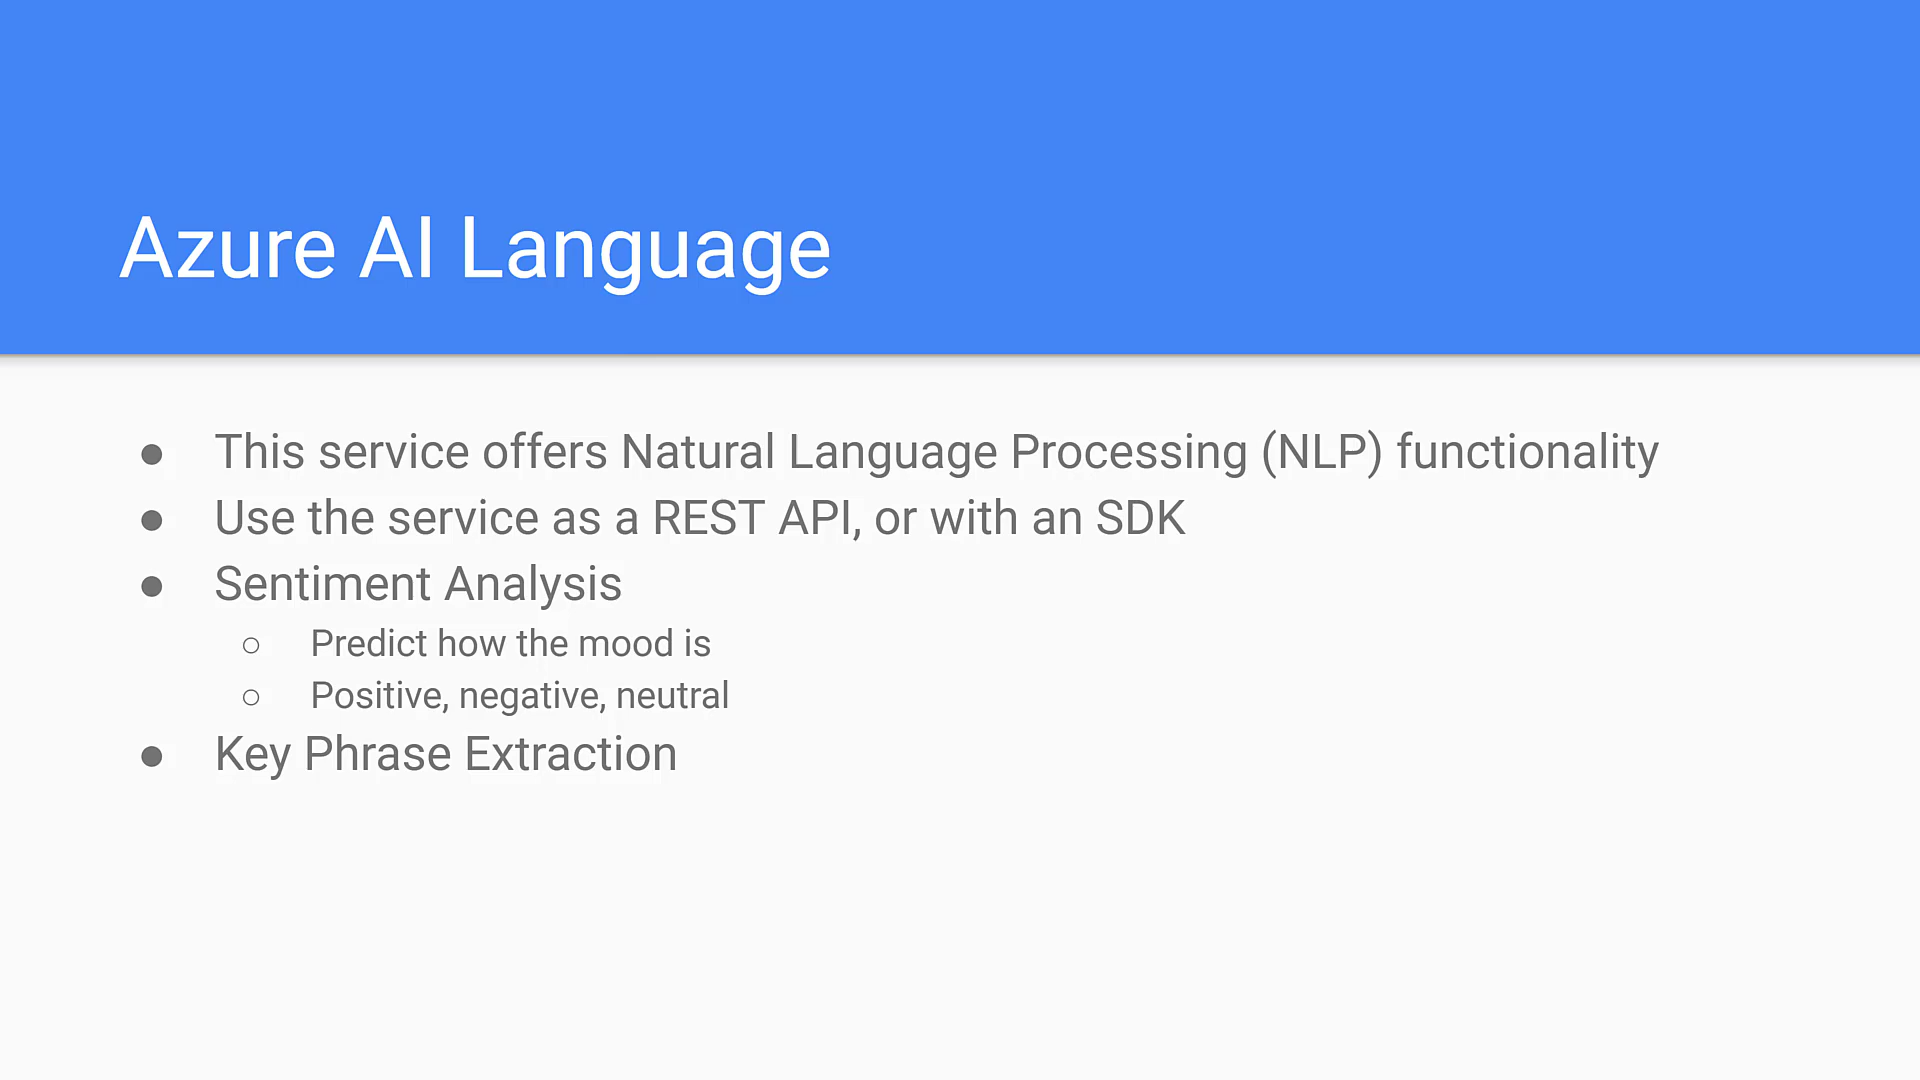 Azure AI Language
● This service offers Natural Language Processing (NLP) functionality
● Use the service as a REST API, or with an SDK
● Sentiment Analysis
○ Predict how the mood is
○ Positive, negative, neutral
● Key Phrase Extraction